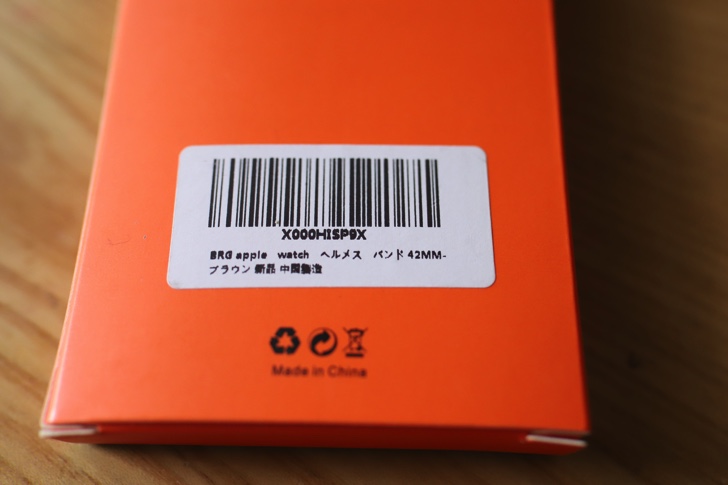 X000HISP9X
BRG apple watch ヘルメス バンド 42MM-
ブラウン 新品 中国製造
Made in China